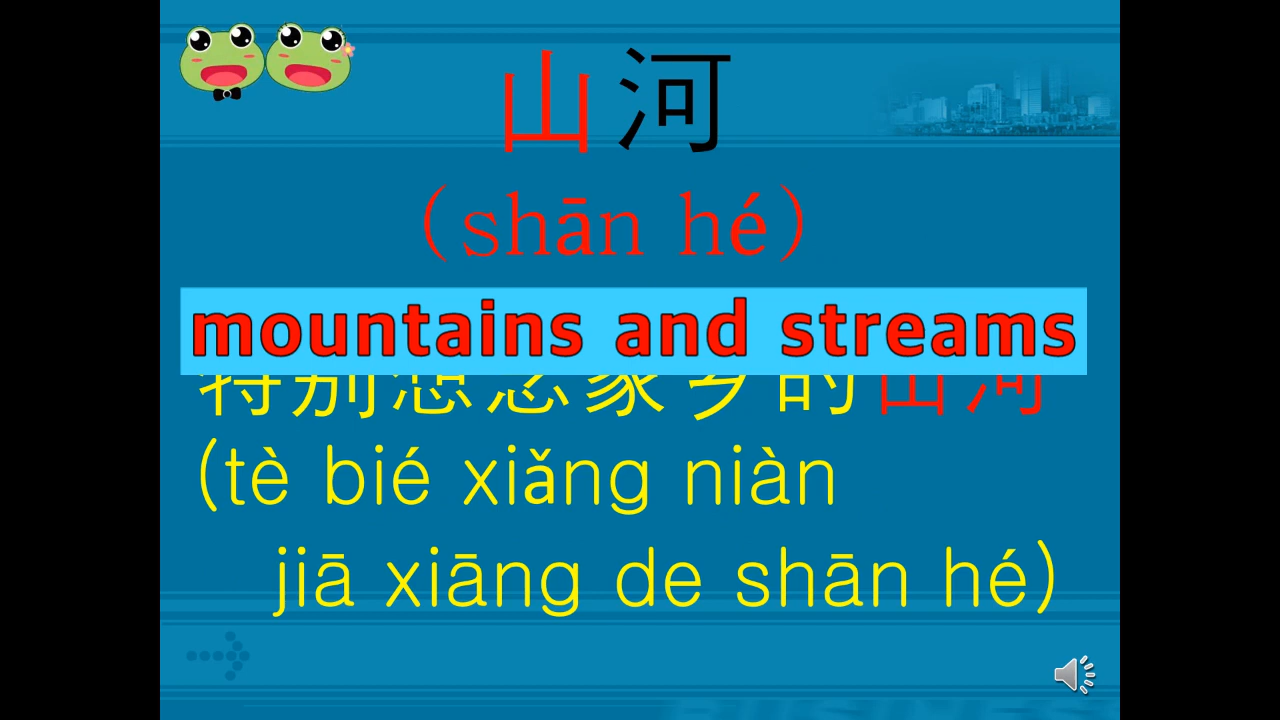 山河
(shān hé)
mountains and streams
特别想念家乡的山河
(tè bié xiǎng niàn
jiā xiāng de shān hé)